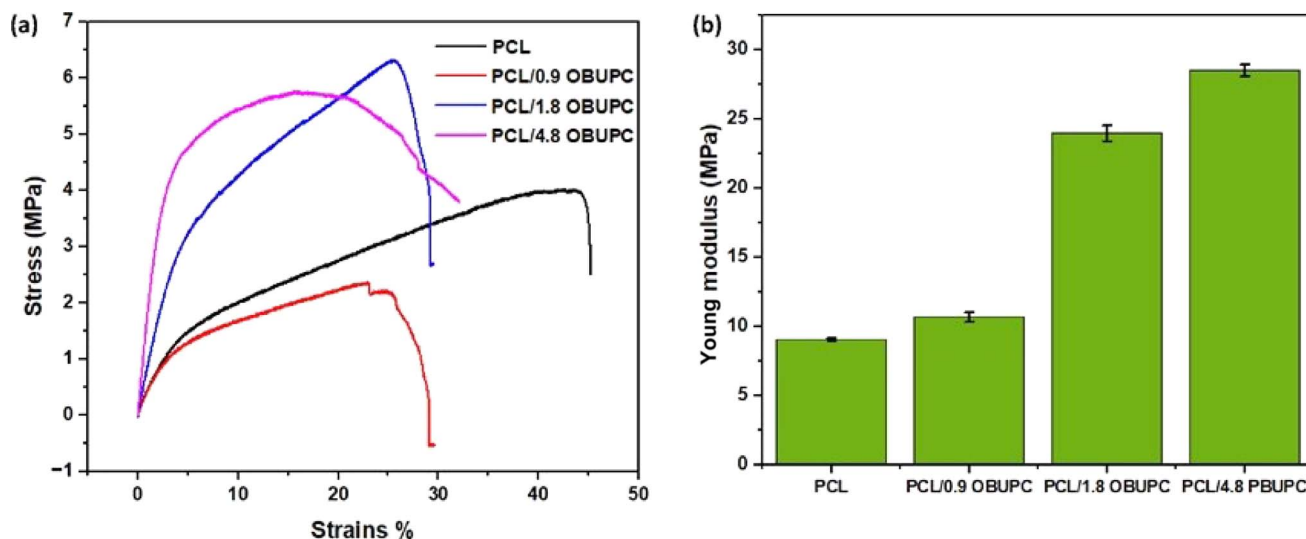 (a)
7
6
5
4
3
2
1
0
−1
Stress (MPa)
PCL
PCL/0.9 OBUPC
PCL/1.8 OBUPC
PCL/4.8 OBUPC
0 10 20 30 40 50
Strains %
(b)
30
25
20
15
10
5
0
Young modulus (MPa)
PCL PCL/0.9 OBUPC PCL/1.8 OBUPC PCL/4.8 PBUPC